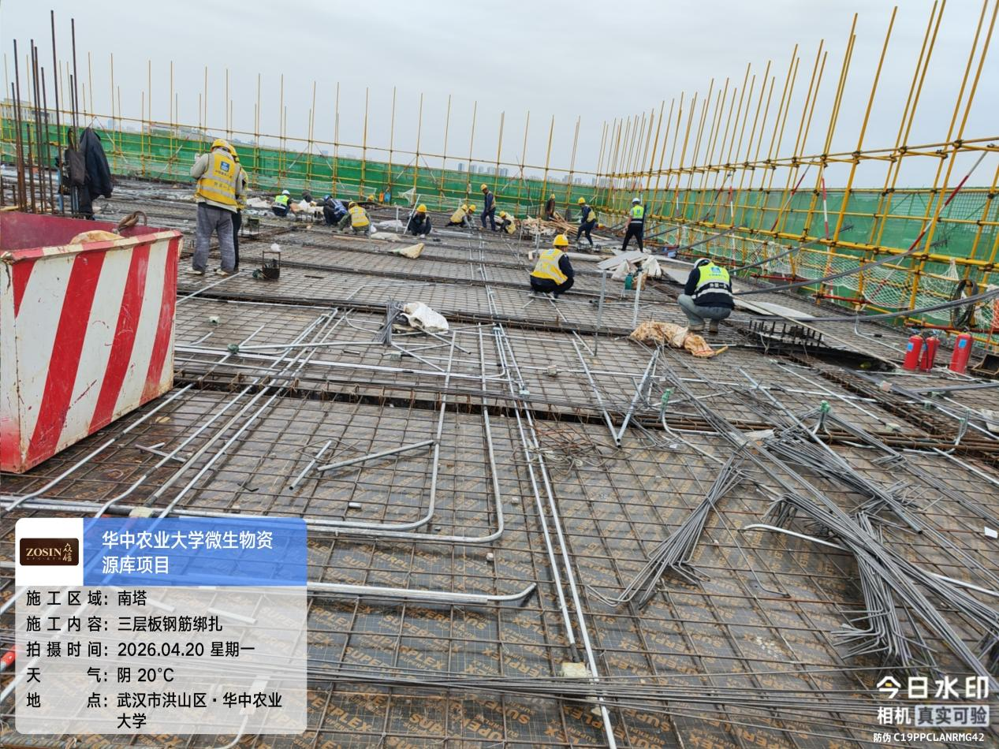 ZOSIN 众信
华中农业大学微生物资
源库项目
施工区域：南塔
施工内容：三层板钢筋绑扎
拍摄时间：2026.04.20 星期一
天气：阴 20℃
地点：武汉市洪山区·华中农业
大学
SUPERPLEX
今日水印
相机 真实可验
防伪 C19PPCLANRMG42